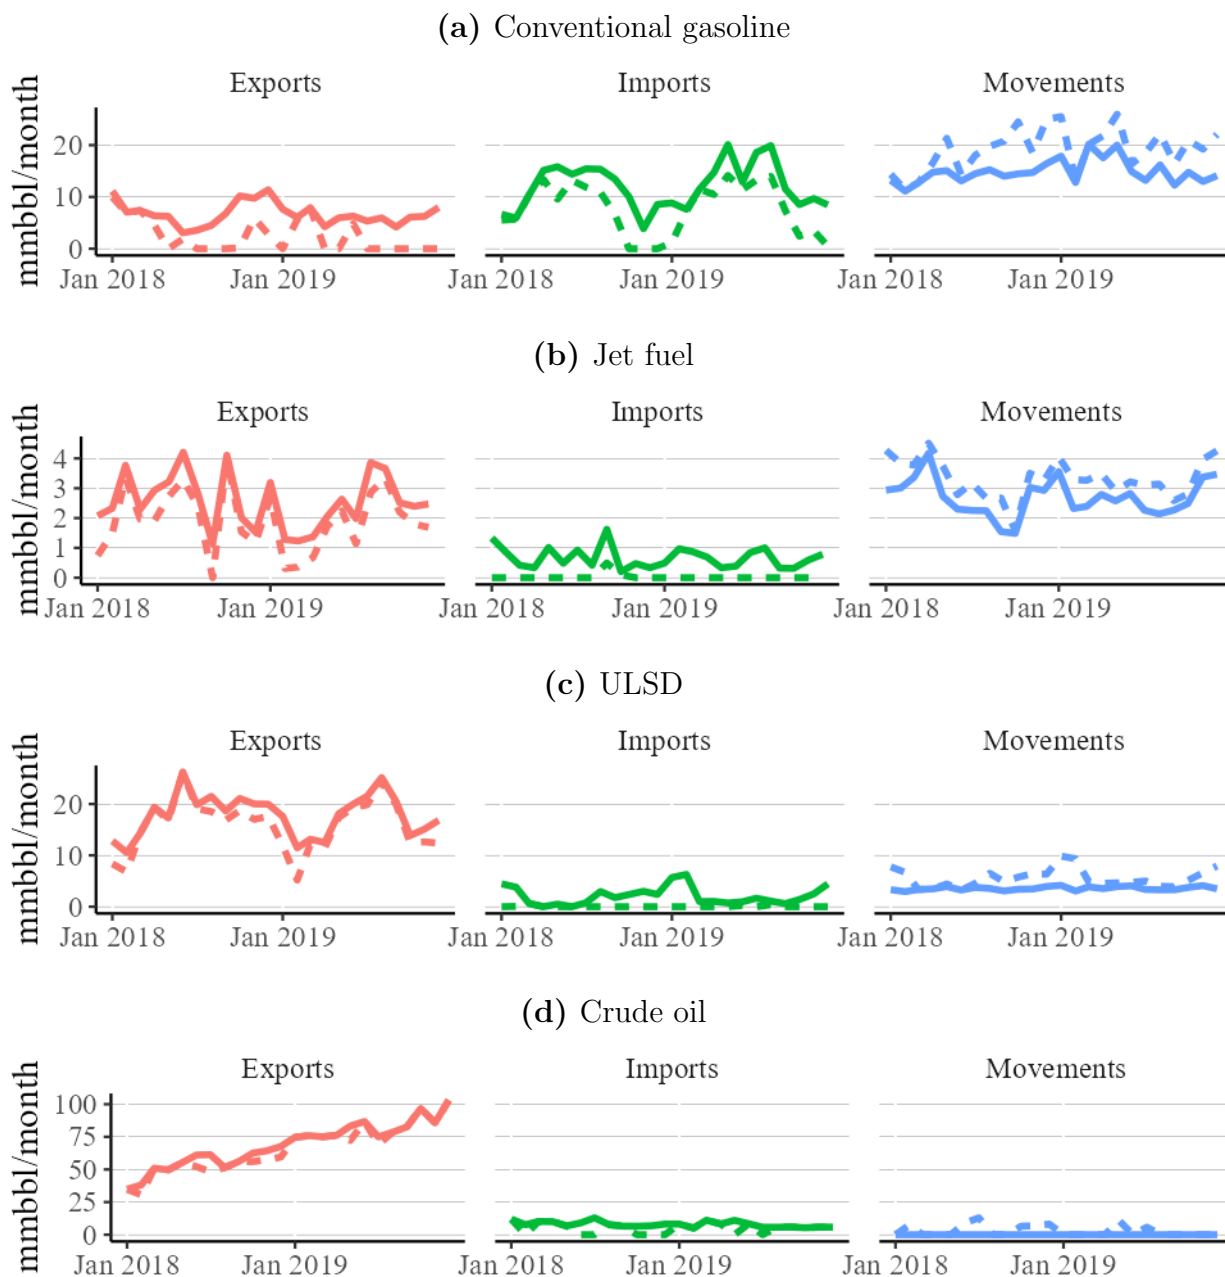 (a) Conventional gasoline
Exports Imports Movements
mmbbl/month
20
10
0
Jan 2018 Jan 2019 Jan 2018 Jan 2019 Jan 2018 Jan 2019
(b) Jet fuel
Exports Imports Movements
mmbbl/month
4
3
2
1
0
Jan 2018 Jan 2019 Jan 2018 Jan 2019 Jan 2018 Jan 2019
(c) ULSD
Exports Imports Movements
mmbbl/month
20
10
0
Jan 2018 Jan 2019 Jan 2018 Jan 2019 Jan 2018 Jan 2019
(d) Crude oil
Exports Imports Movements
mmbbl/month
100
75
50
25
0
Jan 2018 Jan 2019 Jan 2018 Jan 2019 Jan 2018 Jan 2019